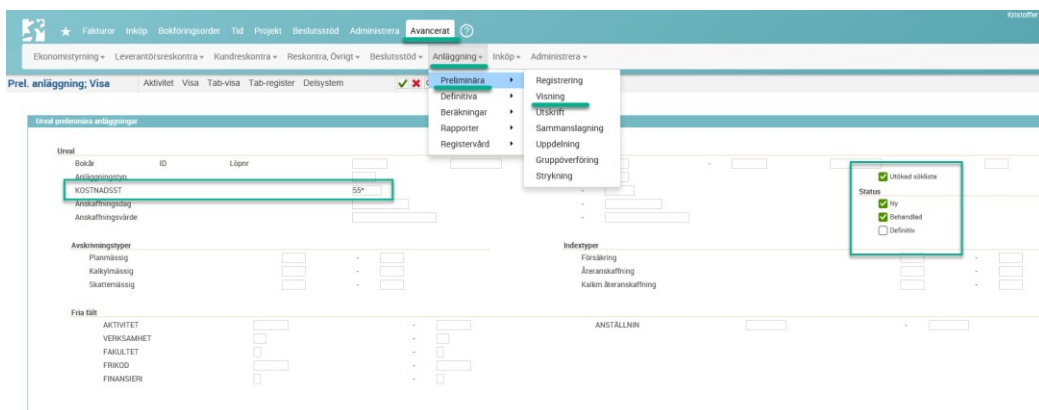 Kristoffer
Fakturor Inköp Bokföringsorder Tid Projekt Beslutsstöd Administrera Avancerat ?
Ekonomistyrning Leverantörsreskontra Kundreskontra Reskontra, Övrigt Beslutsstöd Anläggning Inköp Administrera
Prel. anläggning; Visa Aktivitet Visa Tab-visa Tab-register Delsystem
Preliminära
Definitiva
Beräkningar
Rapporter
Registervård
Registrering
Visning
Utskrift
Sammanslagning
Uppdelning
Gruppöverföring
Strykning
Urval preliminära anläggningar
Urval
Bokår ID Löpnr -
Anläggningstyp
KOSTNADSST 55* -
Anskaffningsdag -
Anskaffningsvärde -
Utökad söklista
Status
Ny
Behandlad
Definitiv
Avskrivningstyper Indextyper
Planmässig - Försäkring -
Kalkylmässig - Återanskaffning -
Skattemässig - Kalkm återanskaffning -
Fria fält
AKTIVITET - ANSTÄLLNIN -
VERKSAMHET -
FAKULTET -
FRIKOD -
FINANSIERI -